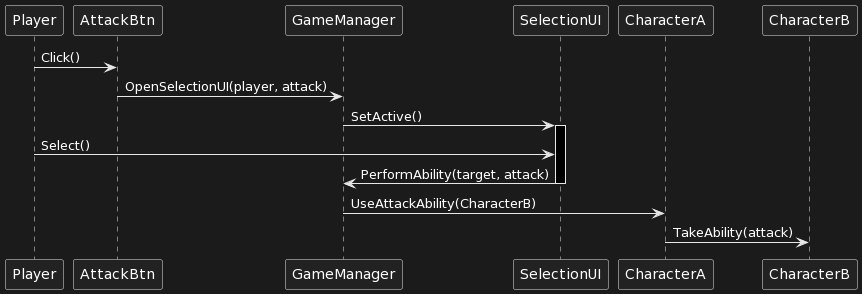 Player AttackBtn GameManager SelectionUI CharacterA CharacterB
Click()
OpenSelectionUI(player, attack)
SetActive()
Select()
PerformAbility(target, attack)
UseAttackAbility(CharacterB)
TakeAbility(attack)
Player AttackBtn GameManager SelectionUI CharacterA CharacterB